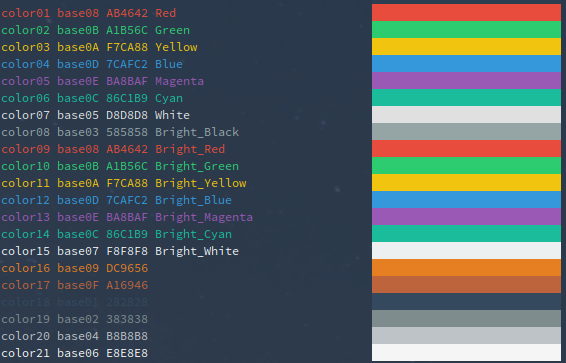 color01 base08 AB4642 Red
color02 base0B A1B56C Green
color03 base0A F7CA88 Yellow
color04 base0D 7CAFC2 Blue
color05 base0E BA8BAF Magenta
color06 base0C 86C1B9 Cyan
color07 base05 D8D8D8 White
color08 base03 585858 Bright_Black
color09 base08 AB4642 Bright_Red
color10 base0B A1B56C Bright_Green
color11 base0A F7CA88 Bright_Yellow
color12 base0D 7CAFC2 Bright_Blue
color13 base0E BA8BAF Bright_Magenta
color14 base0C 86C1B9 Bright_Cyan
color15 base07 F8F8F8 Bright_White
color16 base09 DC9656
color17 base0F A16946
color18 base01 282828
color19 base02 383838
color20 base04 B8B8B8
color21 base06 E8E8E8